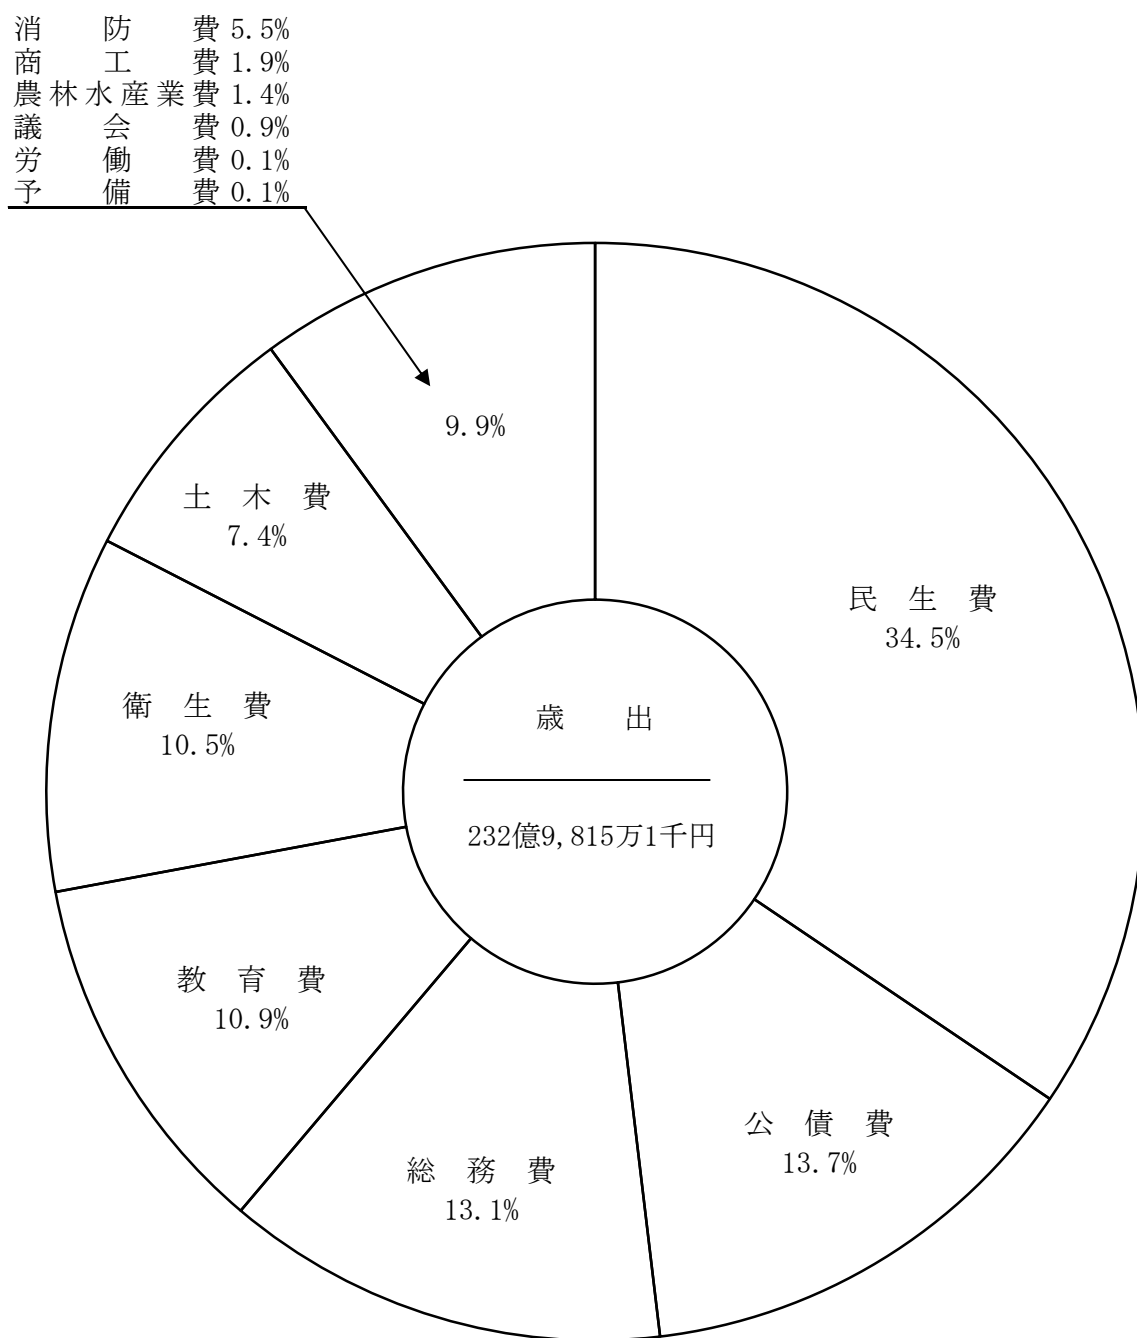 消防費 5.5%
商工費 1.9%
農林水産業費 1.4%
議会費 0.9%
労働費 0.1%
予備費 0.1%
9.9%
土木費
7.4%
民生費
34.5%
衛生費
10.5%
歳出
232億9,815万1千円
教育費
10.9%
公債費
13.7%
総務費
13.1%